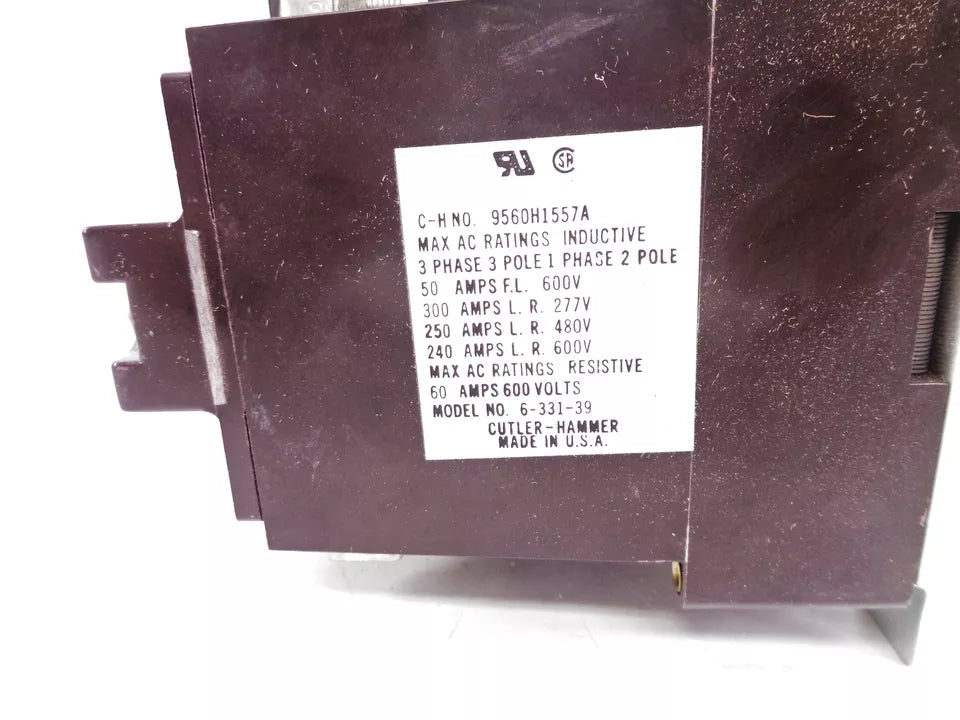 RU SA
C-H NO. 9560H1557A
MAX AC RATINGS INDUCTIVE
3 PHASE 3 POLE 1 PHASE 2 POLE
50 AMPS F.L. 600V
300 AMPS L. R. 277V
250 AMPS L. R. 480V
240 AMPS L. R. 600V
MAX AC RATINGS RESISTIVE
60 AMPS 600 VOLTS
MODEL NO. 6-331-39
CUTLER-HAMMER
MADE IN U.S.A.